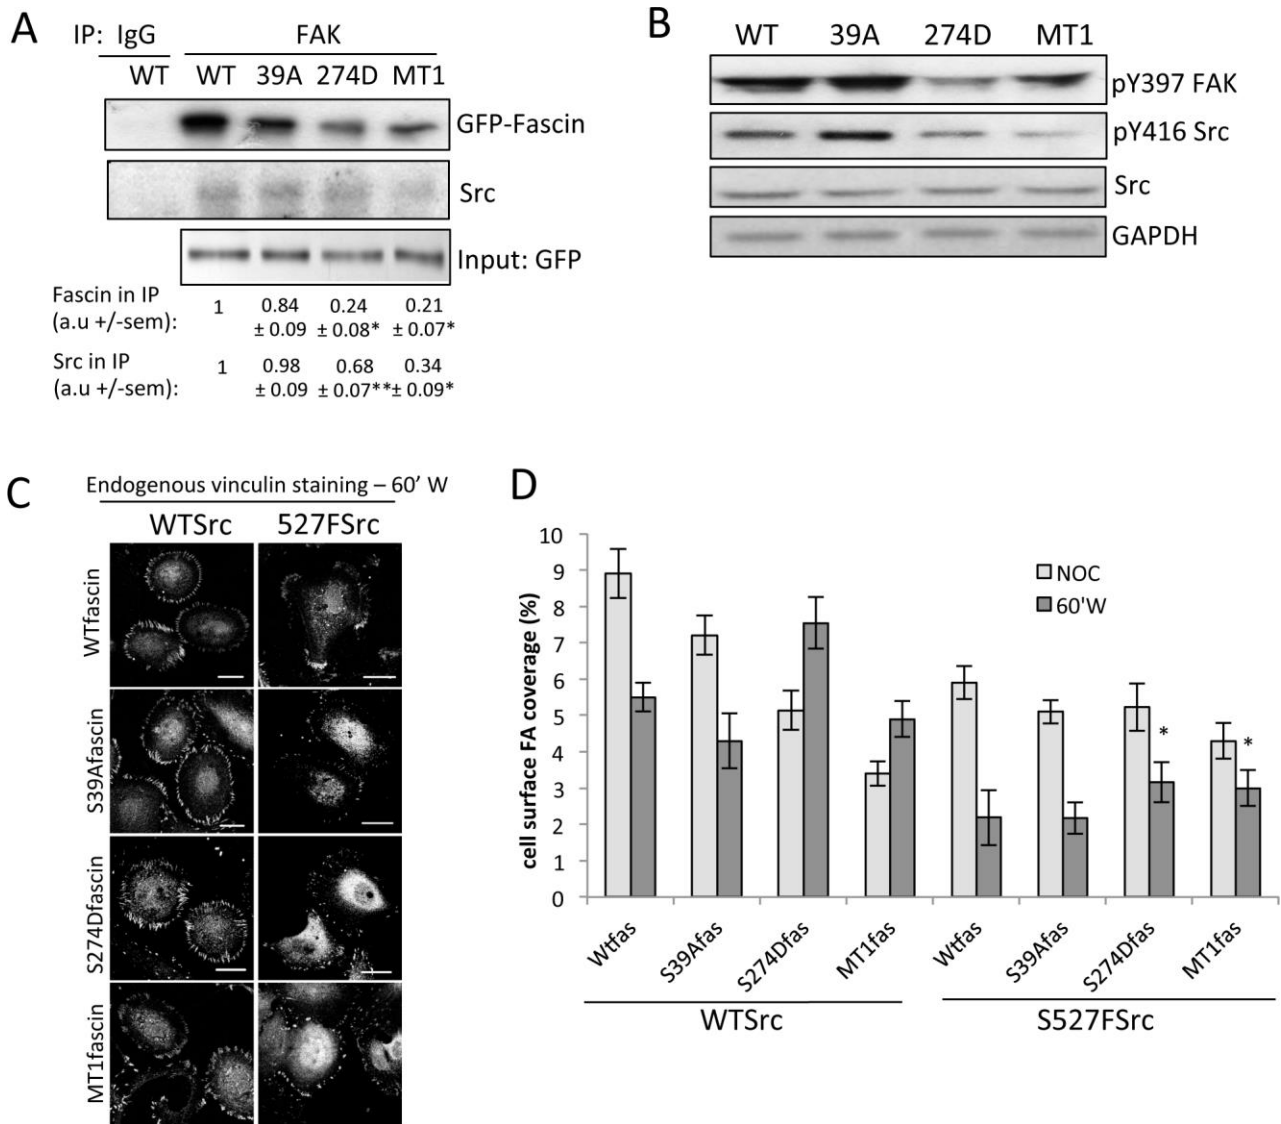 A
IP: IgG FAK
WT WT 39A 274D MT1
GFP-Fascin
Src
Input: GFP
Fascin in IP 1 0.84 0.24 0.21
(a.u +/-sem): ± 0.09 ± 0.08* ± 0.07*
Src in IP 1 0.98 0.68 0.34
(a.u +/-sem): ± 0.09 ± 0.07**± 0.09*
B
WT 39A 274D MT1
pY397 FAK
pY416 Src
Src
GAPDH
C
Endogenous vinculin staining – 60' W
WTSrc 527FSrc
WTfascin
S39Afascin
S274Dfascin
MT1fascin
D
cell surface FA coverage (%)
10
9
8
7
6
5
4
3
2
1
0
NOC
60'W
* *
Wtfas S39Afas S274Dfas MT1fas Wtfas S39Afas S274Dfas MT1fas
WTSrc S527FSrc